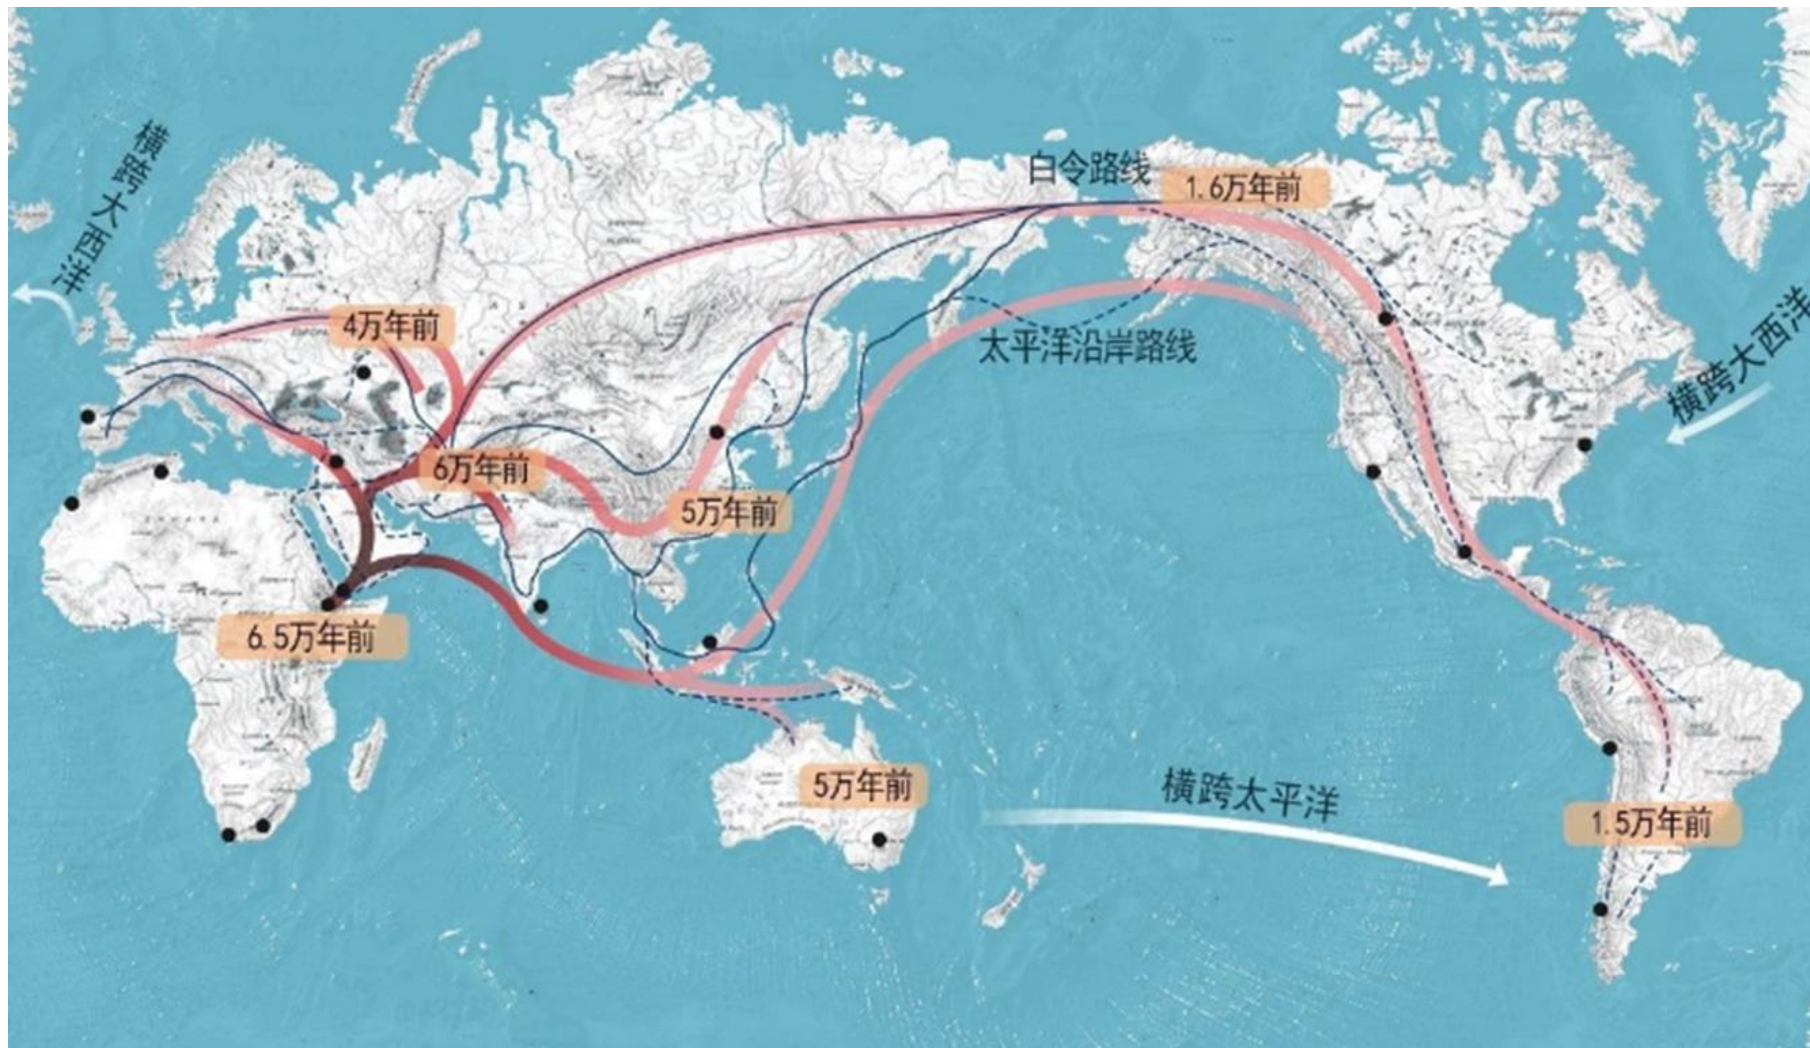 横跨大西洋
白令路线
1.6万年前
4万年前
太平洋沿岸路线
横跨大西洋
6万年前
5万年前
6.5万年前
5万年前
横跨太平洋
1.5万年前